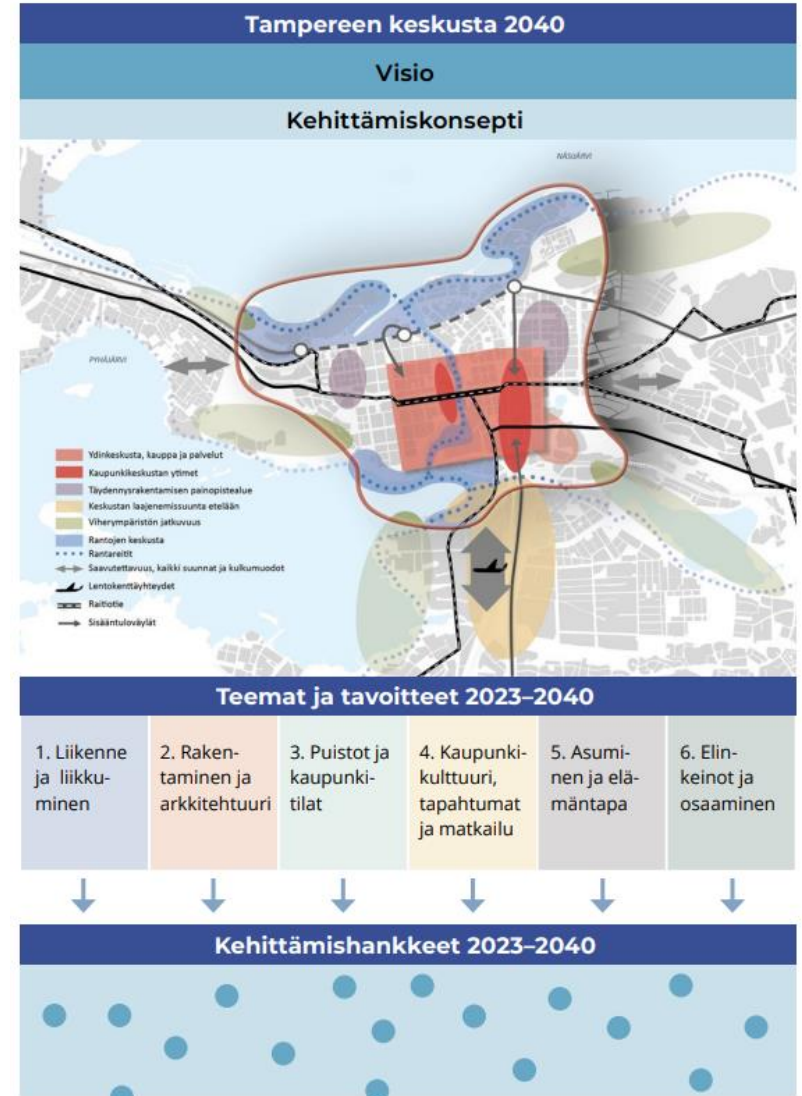 Tampereen keskusta 2040
Visio
Kehittämiskonsepti
NÄSIJÄRVI
PYHÄJÄRVI
Ydinkeskusta, kauppa ja palvelut
Kaupunkikeskustan ytimet
Täydennysrakentamisen painopistealue
Keskustan laajenemissuunta etelään
Viherympäristön jatkuvuus
Rantojen keskusta
Rantareitit
Saavutettavuus, kaikki suunnat ja kulkumuodot
Lentokenttäyhteydet
Raitiotie
Sisääntuloväylät
Teemat ja tavoitteet 2023–2040
1. Liikenne
ja liikku-
minen
2. Raken-
taminen ja
arkkitehtuuri
3. Puistot ja
kaupunki-
tilat
4. Kaupunki-
kulttuuri,
tapahtumat
ja matkailu
5. Asumi-
nen ja elä-
mäntapa
6. Elin-
keinot ja
osaaminen
Kehittämishankkeet 2023–2040